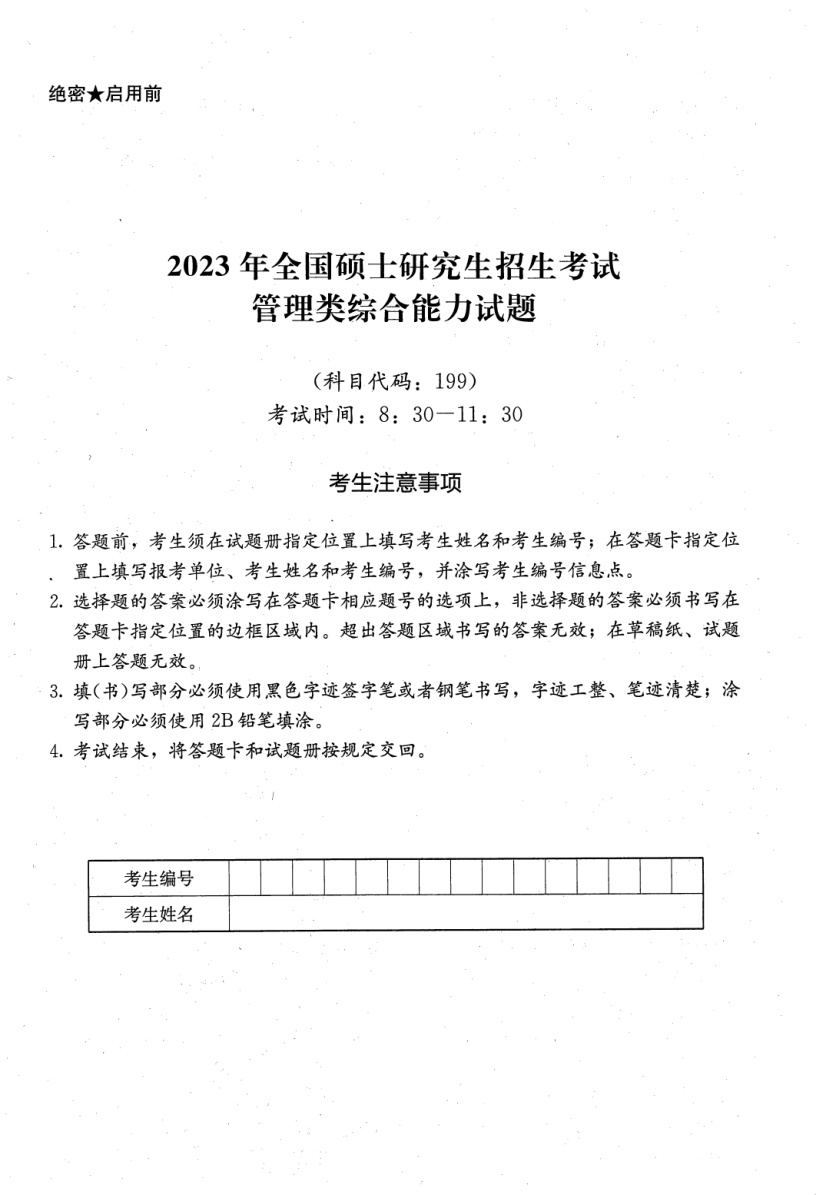 绝密★启用前
2023 年全国硕士研究生招生考试
管理类综合能力试题
（科目代码：199）
考试时间：8：30—11：30
考生注意事项
1. 答题前，考生须在试题册指定位置上填写考生姓名和考生编号；在答题卡指定位
置上填写报考单位、考生姓名和考生编号，并涂写考生编号信息点。
2. 选择题的答案必须涂写在答题卡相应题号的选项上，非选择题的答案必须书写在
答题卡指定位置的边框区域内。超出答题区域书写的答案无效；在草稿纸、试题
册上答题无效。
3. 填(书)写部分必须使用黑色字迹签字笔或者钢笔书写，字迹工整、笔迹清楚；涂
写部分必须使用 2B 铅笔填涂。
4. 考试结束，将答题卡和试题册按规定交回。
考生编号
考生姓名